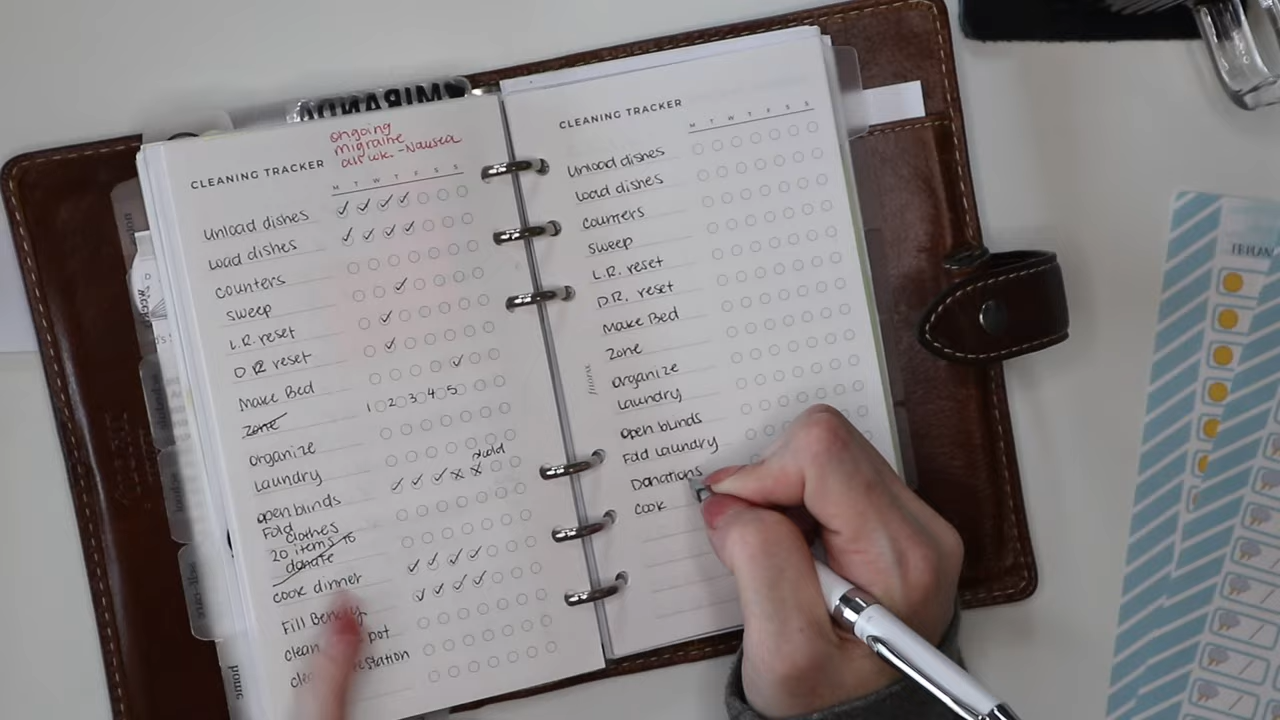 MIRANDA
CLEANING TRACKER
ongoing
migraine
all wk. - Nausea
M T W T F S S
unload dishes
load dishes
counters
sweep
L.R. reset
D.R. reset
Make Bed
zone 1 2 3 4 5
organize
laundry
open blinds
Fold
clothes
20 items to
donate
cook dinner
Fill
clean pot
station
CLEANING TRACKER
M T W T F S S
unload dishes
load dishes
counters
sweep
L.R. reset
D.R. reset
Make Bed
zone
organize
laundry
open blinds
Fold laundry
Donations
cook